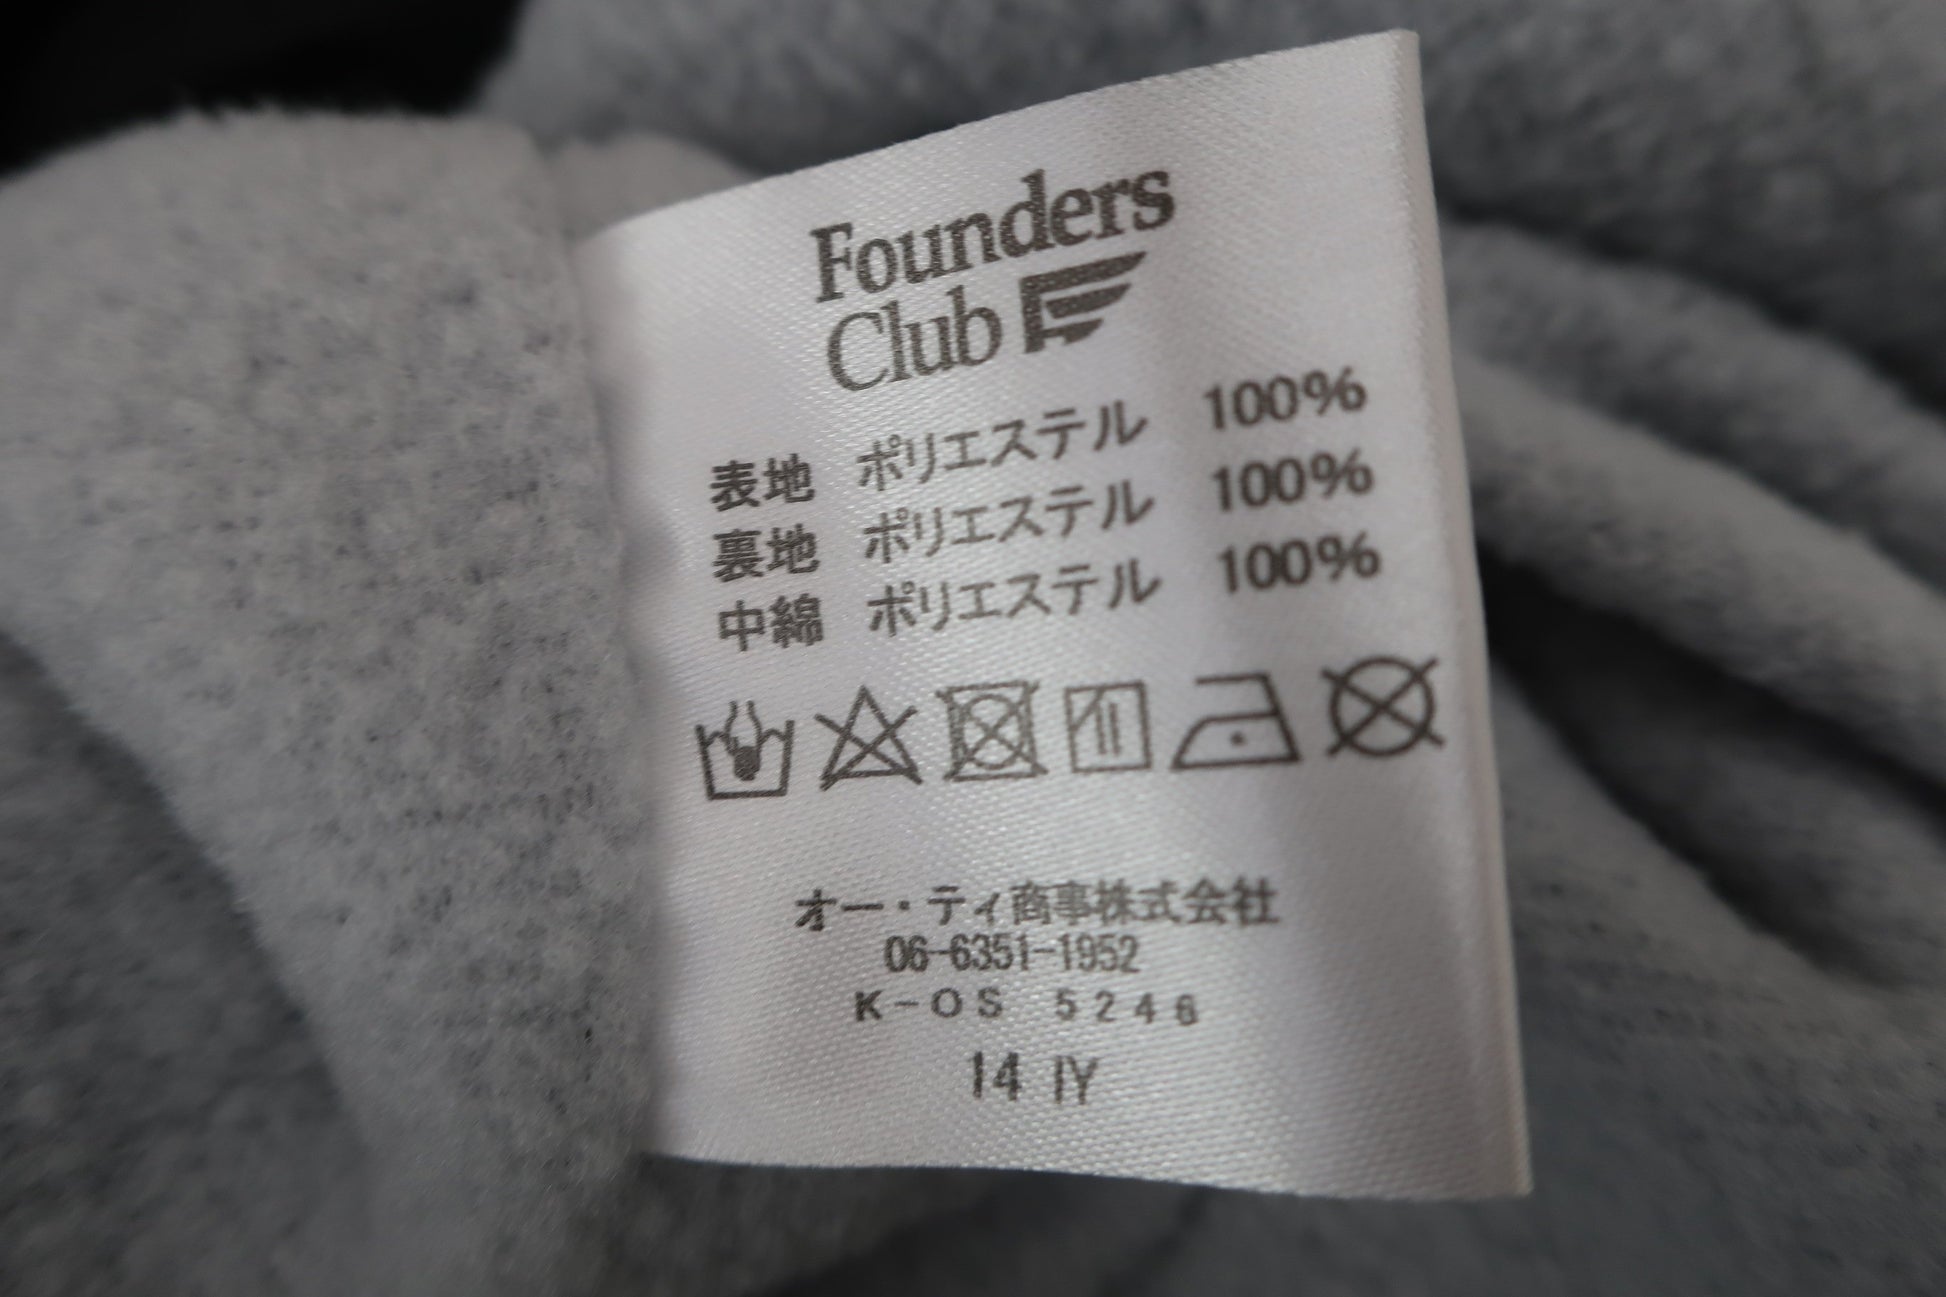 Founders
Club
表地 ポリエステル 100%
裏地 ポリエステル 100%
中綿 ポリエステル 100%
オー・ティ商事株式会社
06-6351-1952
K-OS 5246
14 IY